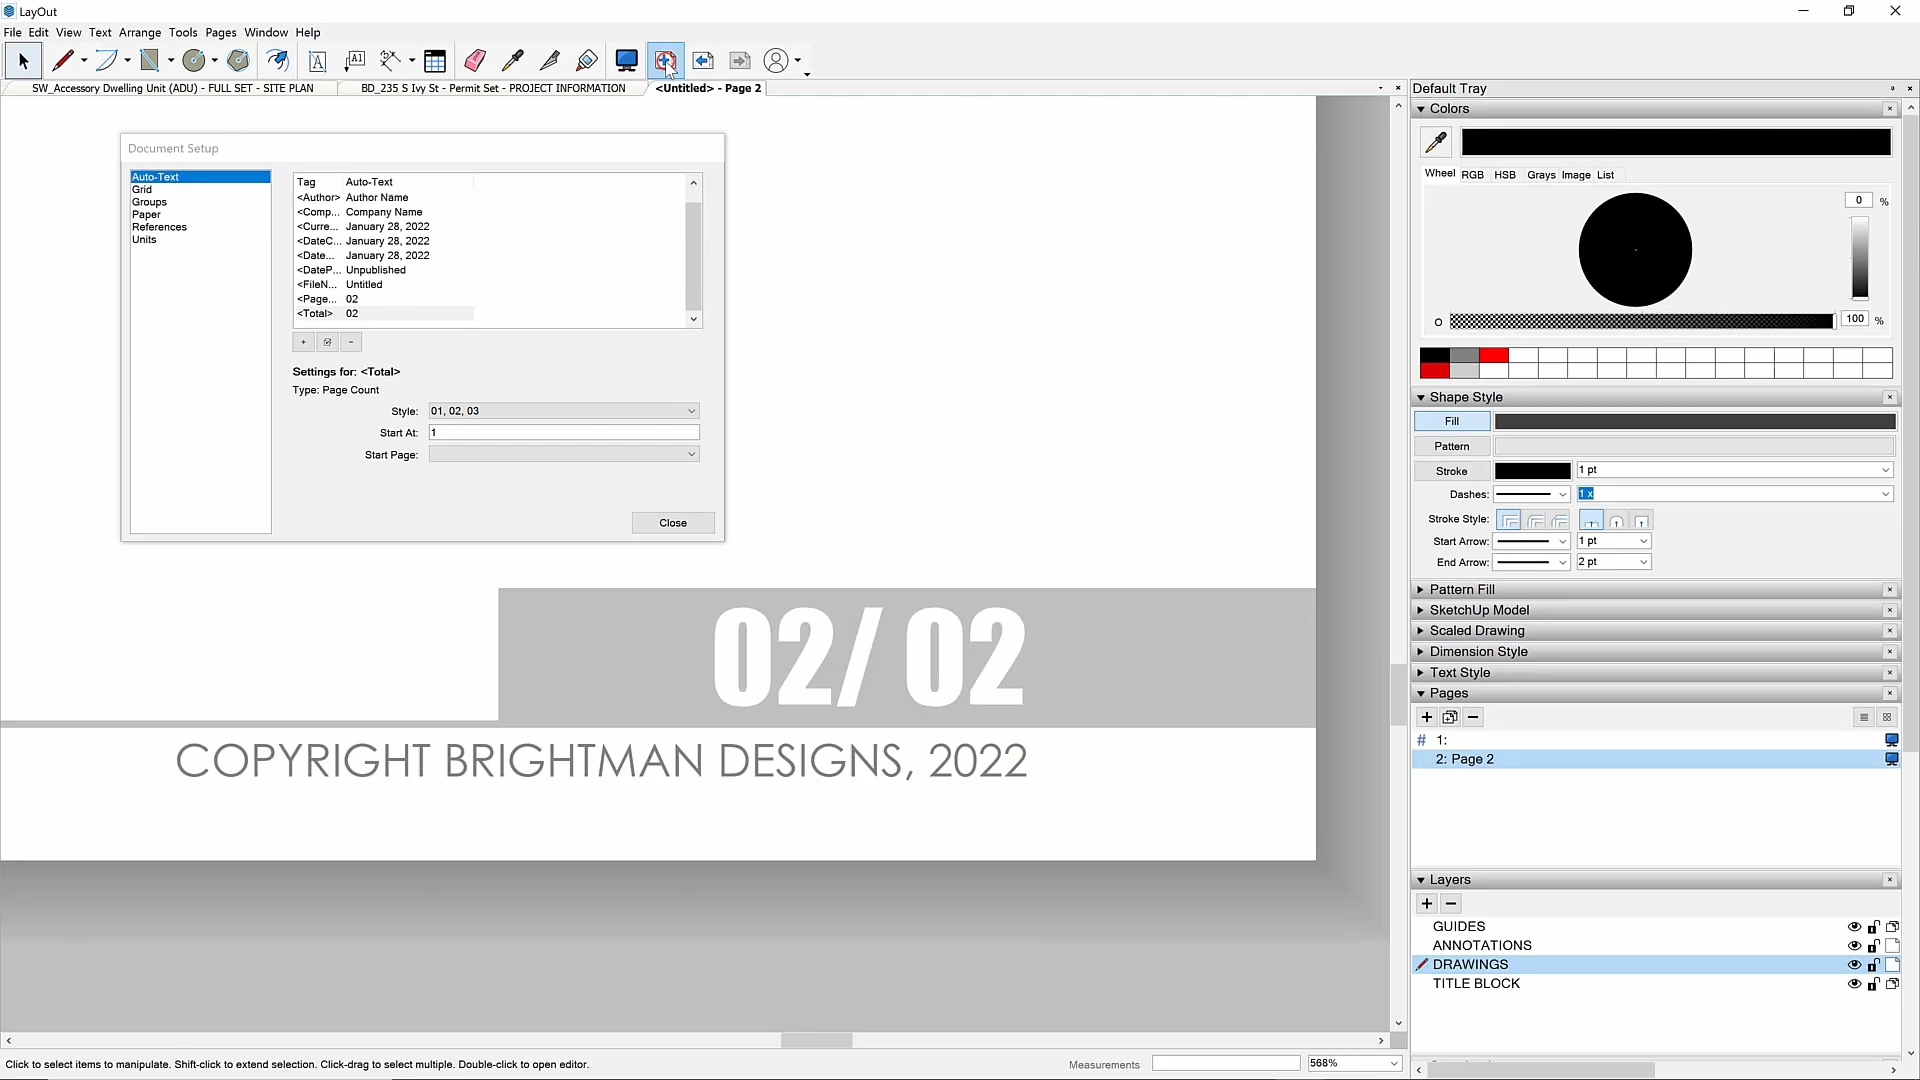 LayOut
File Edit View Text Arrange Tools Pages Window Help
SW_Accessory Dwelling Unit (ADU) - FULL SET - SITE PLAN
BD_235 S Ivy St - Permit Set - PROJECT INFORMATION
<Untitled> - Page 2
Document Setup
Auto-Text
Grid
Groups
Paper
References
Units
Tag Auto-Text
<Author> Author Name
<Comp... Company Name
<Curre... January 28, 2022
<DateC... January 28, 2022
<Date... January 28, 2022
<DateP... Unpublished
<FileN... Untitled
<Page... 02
<Total> 02
Settings for: <Total>
Type: Page Count
Style: 01, 02, 03
Start At: 1
Start Page:
Close
02/ 02
COPYRIGHT BRIGHTMAN DESIGNS, 2022
Default Tray
Colors
Wheel RGB HSB Grays Image List
0 %
100 %
Shape Style
Fill
Pattern
Stroke 1 pt
Dashes: 1 x
Stroke Style:
Start Arrow: 1 pt
End Arrow: 2 pt
Pattern Fill
SketchUp Model
Scaled Drawing
Dimension Style
Text Style
Pages
# 1:
2: Page 2
Layers
GUIDES
ANNOTATIONS
DRAWINGS
TITLE BLOCK
Click to select items to manipulate. Shift-click to extend selection. Click-drag to select multiple. Double-click to open editor.
Measurements
568%